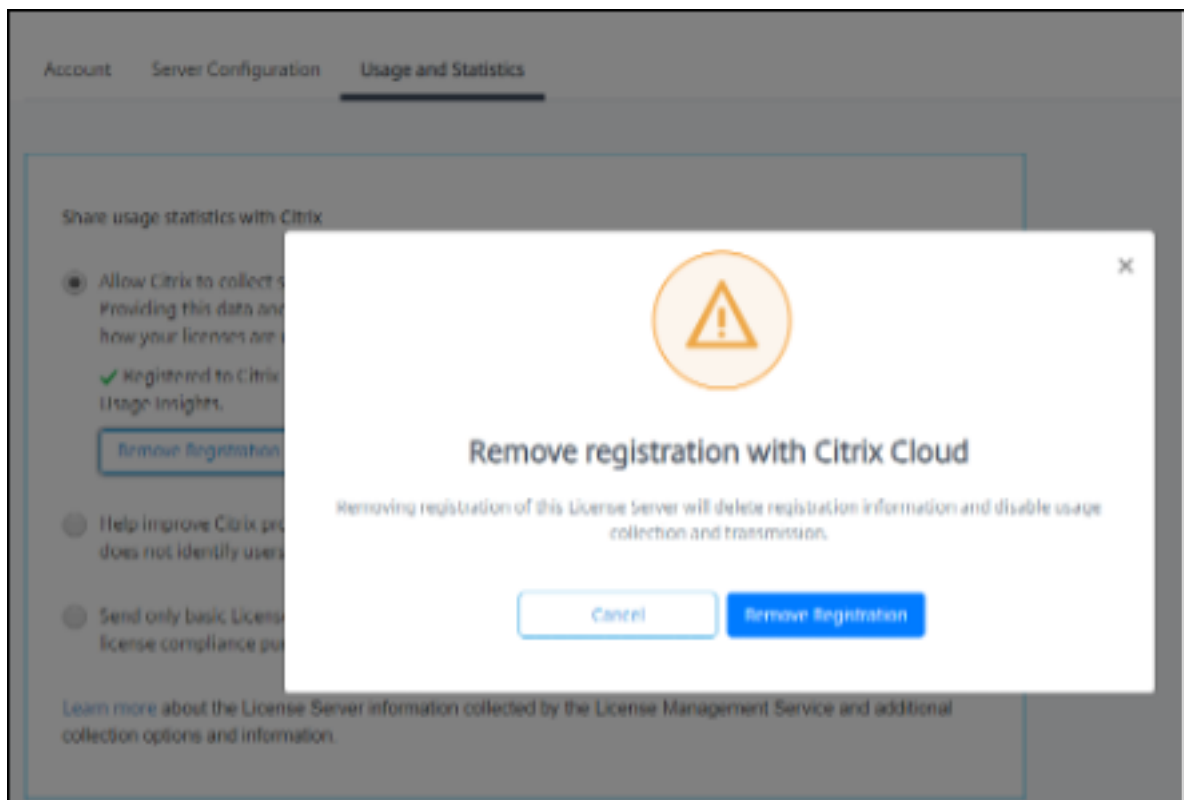 Account Server Configuration Usage and Statistics
Share usage statistics with Citrix
Allow Citrix to collect s
Providing this data and
how your licenses are
Registered to Citrix
Usage Insights.
Remove Registration
Help improve Citrix pro
does not identify users
Send only basic Licens
license compliance pu
Learn more about the License Server information collected by the License Management Service and additional
collection options and information.
Remove registration with Citrix Cloud
Removing registration of this License Server will delete registration information and disable usage
collection and transmission.
Cancel Remove Registration